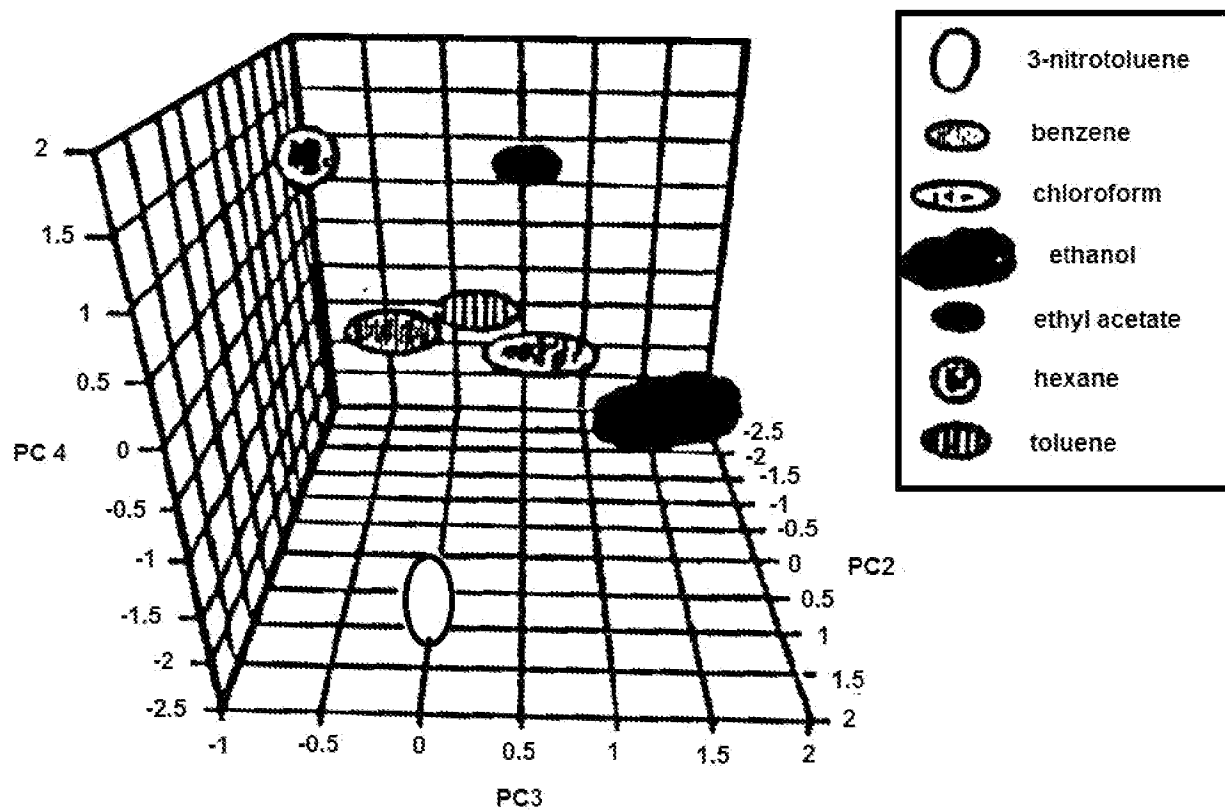 3-nitrotoluene
benzene
chloroform
ethanol
ethyl acetate
hexane
toluene
2
1.5
1
0.5
0
-0.5
-1
-1.5
-2
-2.5
PC 4
-1
-0.5
0
0.5
1
1.5
2
PC3
-2.5
-2
-1.5
-1
-0.5
0
0.5
1
1.5
2
PC2